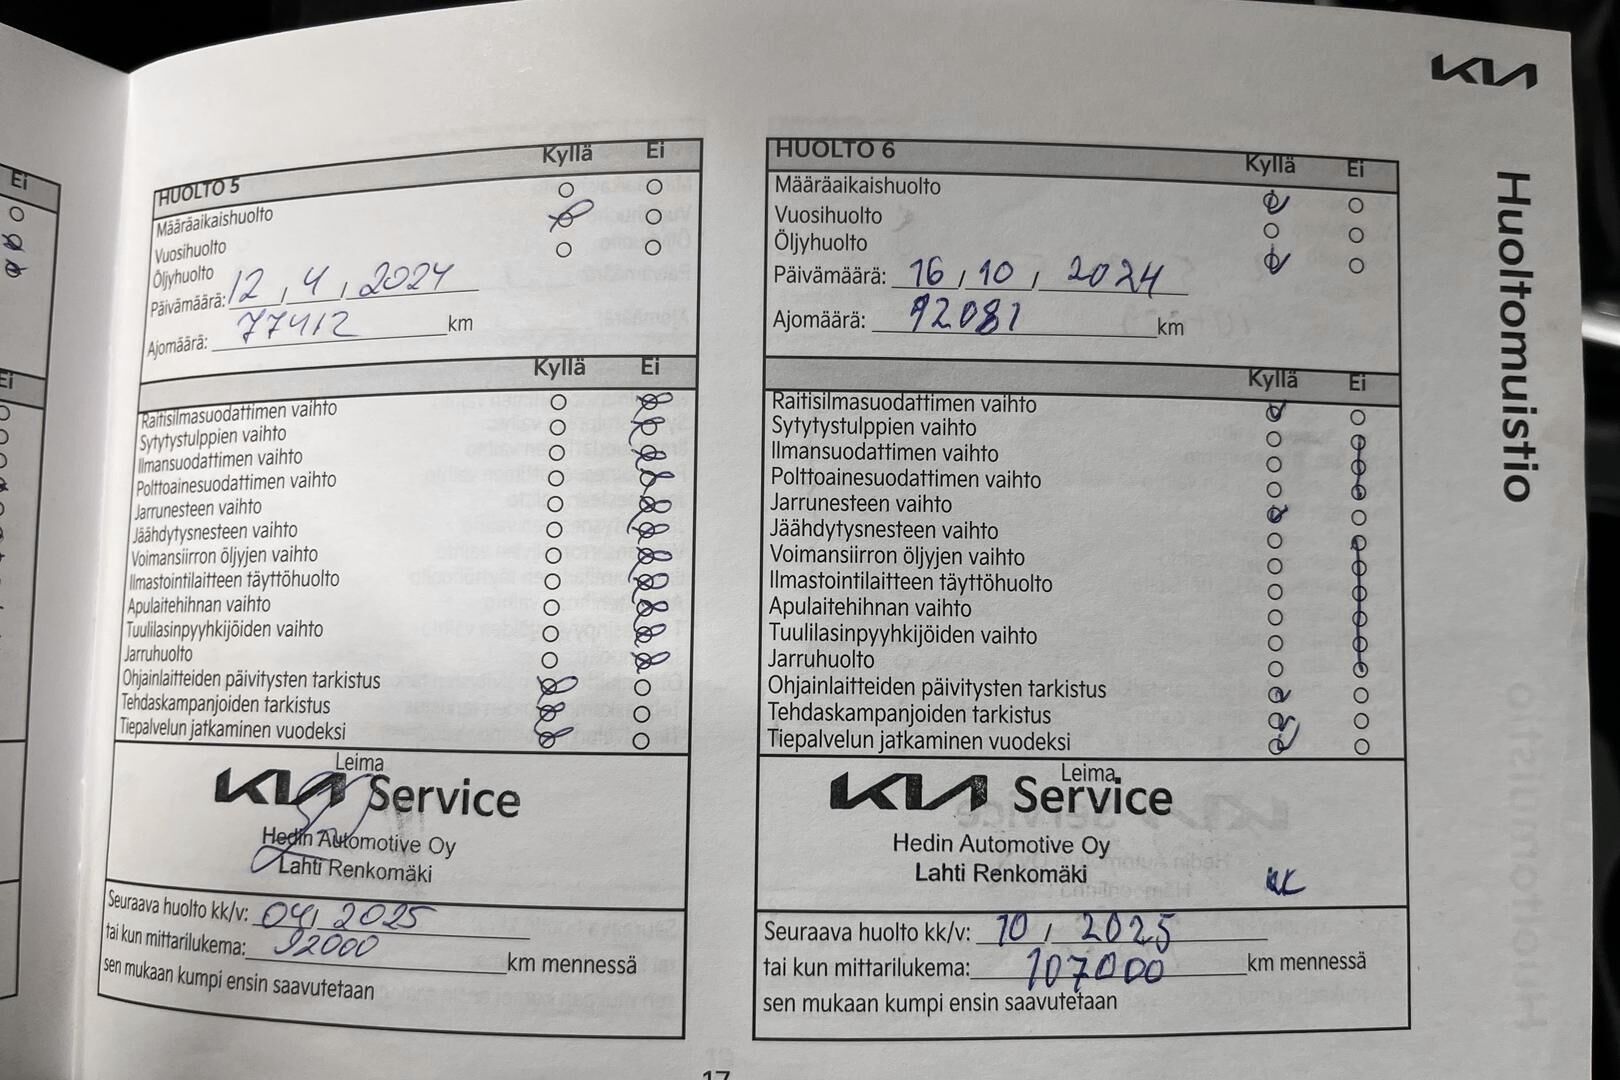 KIA
Huoltomuistio
Ei
Ei
HUOLTO 5 Kyllä Ei
Määräaikaishuolto
Vuosihuolto
Öljyhuolto
Päivämäärä: 12 , 4 , 2024
Ajomäärä: 77412 km
Kyllä Ei
Raitisilmasuodattimen vaihto
Sytytystulppien vaihto
Ilmansuodattimen vaihto
Polttoainesuodattimen vaihto
Jarrunesteen vaihto
Jäähdytysnesteen vaihto
Voimansiirron öljyjen vaihto
Ilmastointilaitteen täyttöhuolto
Apulaitehihnan vaihto
Tuulilasinpyyhkijöiden vaihto
Jarruhuolto
Ohjainlaitteiden päivitysten tarkistus
Tehdaskampanjoiden tarkistus
Tiepalvelun jatkaminen vuodeksi
Leima
KIA Service
Hedin Automotive Oy
Lahti Renkomäki
Seuraava huolto kk/v: 04 / 2025
tai kun mittarilukema: 92000 km mennessä
sen mukaan kumpi ensin saavutetaan
HUOLTO 6 Kyllä Ei
Määräaikaishuolto
Vuosihuolto
Öljyhuolto
Päivämäärä: 16 / 10 / 2024
Ajomäärä: 92081 km
Kyllä Ei
Raitisilmasuodattimen vaihto
Sytytystulppien vaihto
Ilmansuodattimen vaihto
Polttoainesuodattimen vaihto
Jarrunesteen vaihto
Jäähdytysnesteen vaihto
Voimansiirron öljyjen vaihto
Ilmastointilaitteen täyttöhuolto
Apulaitehihnan vaihto
Tuulilasinpyyhkijöiden vaihto
Jarruhuolto
Ohjainlaitteiden päivitysten tarkistus
Tehdaskampanjoiden tarkistus
Tiepalvelun jatkaminen vuodeksi
Leima
KIA Service
Hedin Automotive Oy
Lahti Renkomäki
Seuraava huolto kk/v: 10 / 2025
tai kun mittarilukema: 107000 km mennessä
sen mukaan kumpi ensin saavutetaan
17